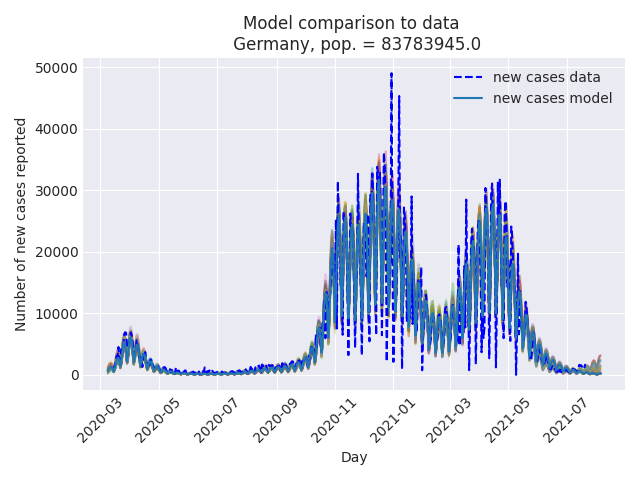 Model comparison to data
Germany, pop. = 83783945.0
new cases data
new cases model
50000
40000
30000
20000
10000
0
Number of new cases reported
2020-03
2020-05
2020-07
2020-09
2020-11
2021-01
2021-03
2021-05
2021-07
Day